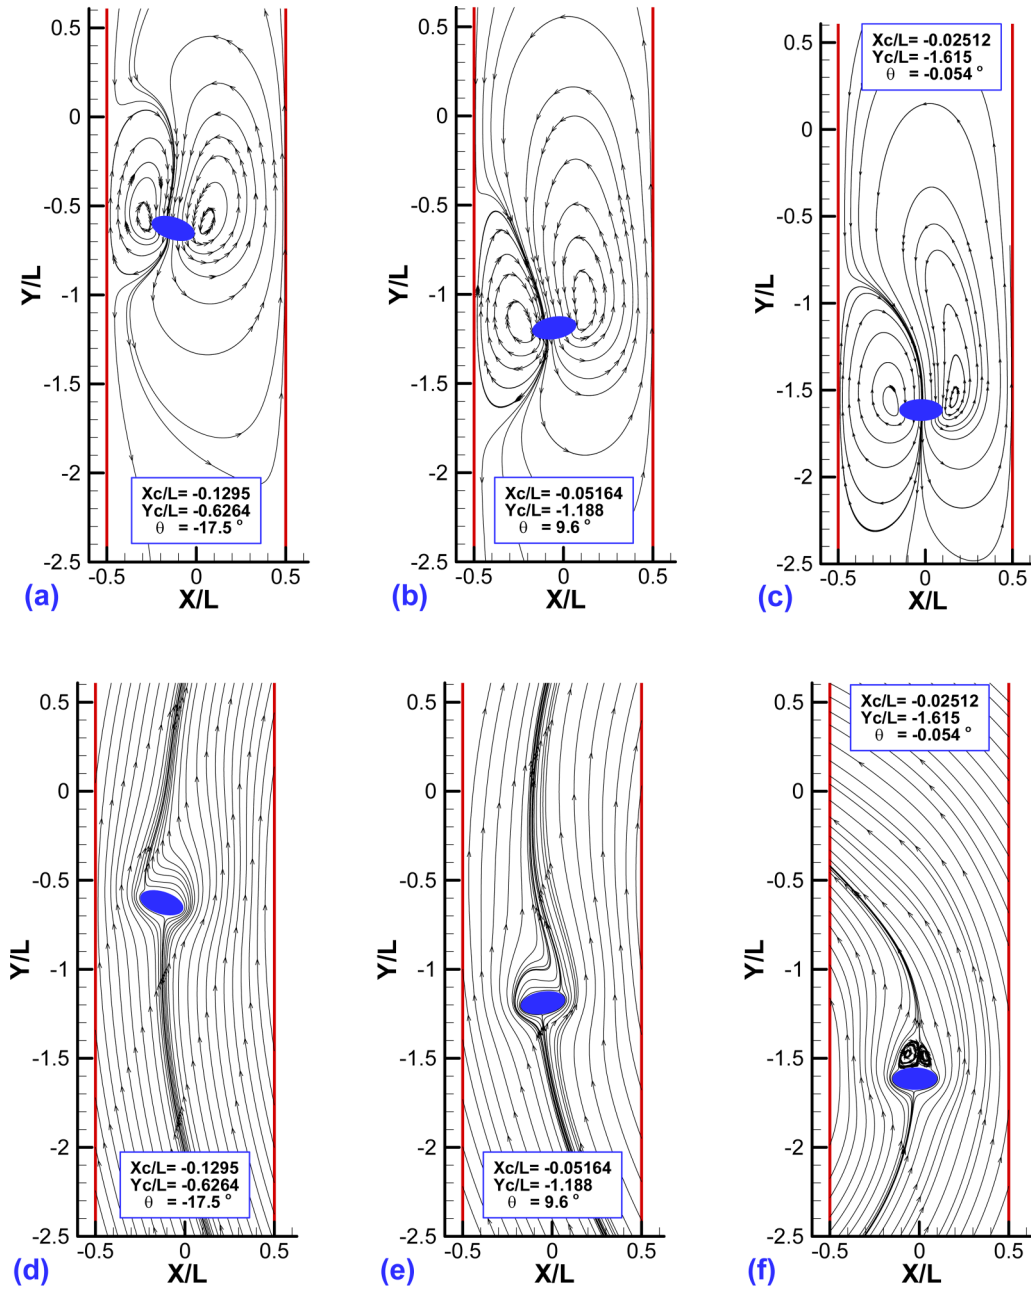 0.5
0
-0.5
-1
-1.5
-2
-2.5
Y/L
Xc/L= -0.1295
Yc/L= -0.6264
θ = -17.5 °
-0.5 0 0.5
X/L
(a)
0.5
0
-0.5
-1
-1.5
-2
-2.5
Y/L
Xc/L= -0.05164
Yc/L= -1.188
θ = 9.6 °
-0.5 0 0.5
X/L
(b)
Xc/L= -0.02512
Yc/L= -1.615
θ = -0.054 °
0.5
0
-0.5
-1
-1.5
-2
-2.5
Y/L
-0.5 0 0.5
X/L
(c)
0.5
0
-0.5
-1
-1.5
-2
-2.5
Y/L
Xc/L= -0.1295
Yc/L= -0.6264
θ = -17.5 °
-0.5 0 0.5
X/L
(d)
0.5
0
-0.5
-1
-1.5
-2
-2.5
Y/L
Xc/L= -0.05164
Yc/L= -1.188
θ = 9.6 °
-0.5 0 0.5
X/L
(e)
Xc/L= -0.02512
Yc/L= -1.615
θ = -0.054 °
0.5
0
-0.5
-1
-1.5
-2
-2.5
Y/L
-0.5 0 0.5
X/L
(f)